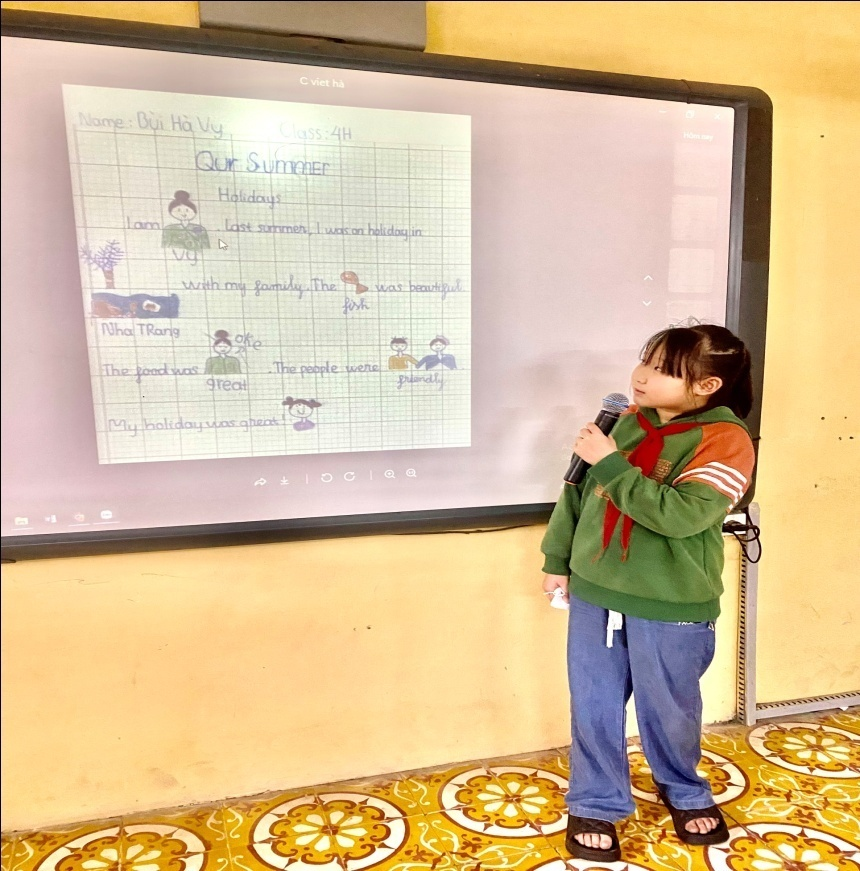 C viet hà
Name: Bùi Hà Vy Class: 4H
Our Summer
Holidays
I am . Last summer, I was on holiday in
Vy
with my family. The was beautiful.
fish
Nha TRang
oke
The food was . The people were
great friendly
My holiday was great!